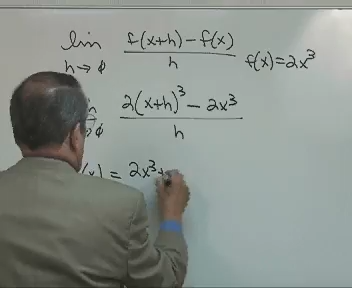 lim f(x+h) - f(x)
h→0 h f(x)=2x³
2(x+h)³ - 2x³
h
(x) = 2x³+